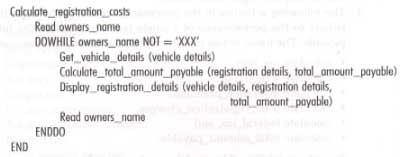 Calculate_registration_costs
Read owners_name
DOWHILE owners_name NOT = 'XXX'
Get_vehicle_details (vehicle details)
Calculate_total_amount_payable (registration details, total_amount_payable)
Display_registration_details (vehicle details, registration details,
total_amount_payable)
Read owners_name
ENDDO
END